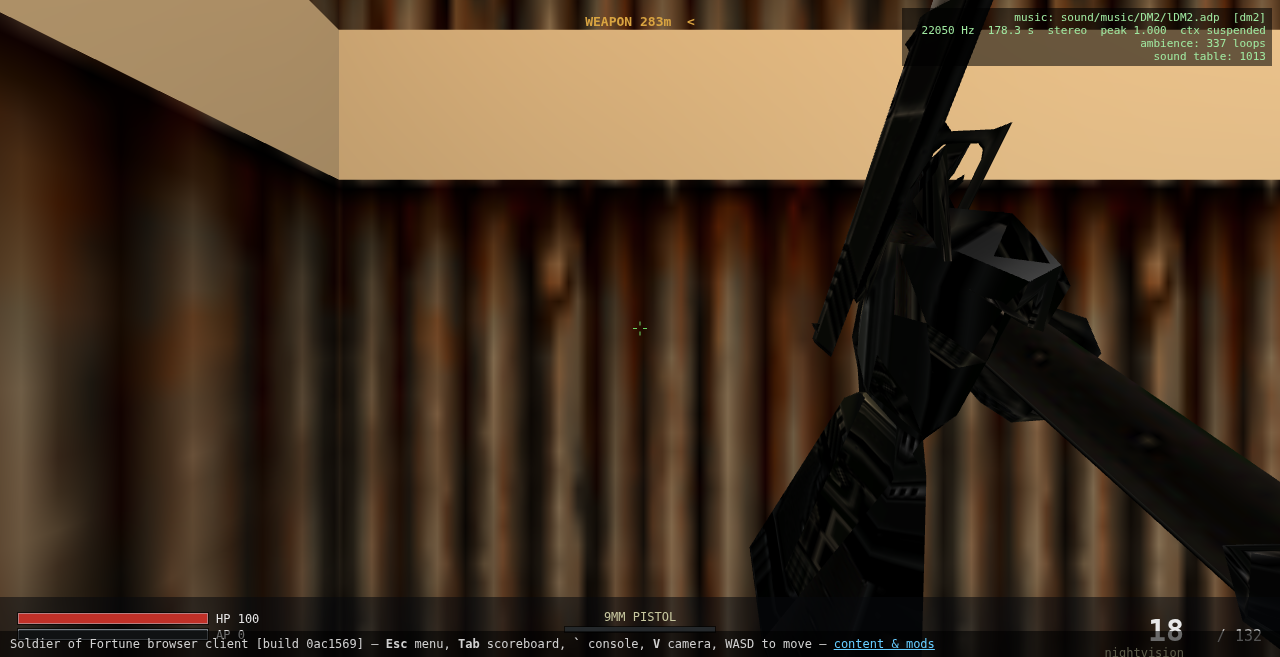 WEAPON 283m <
music: sound/music/DM2/lDM2.adp [dm2]
22050 Hz 178.3 s stereo peak 1.000 ctx suspended
ambience: 337 loops
sound table: 1013
HP 100
AP 0
9MM PISTOL
18 / 132
nightvision
Soldier of Fortune browser client [build 0ac1569] — Esc menu, Tab scoreboard, ` console, V camera, WASD to move — content & mods